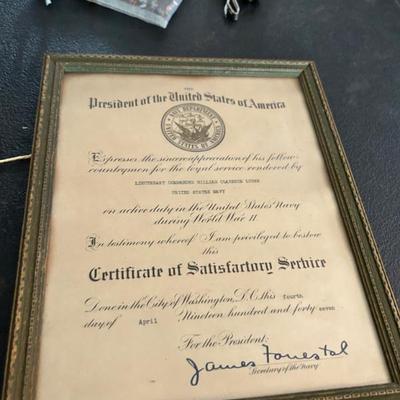 THE
President of the United States of America
Expresses the sincere appreciation of his fellow
countrymen for the loyal service rendered by
LIEUTENANT COMMANDER WILLIAM CLARENCE
UNITED STATES NAVY
on active duty in the United States Navy
during World War II.
In testimony whereof I am privileged to bestow
this
Certificate of Satisfactory Service
Done in the City of Washington, D.C. this fourth
day of April Nineteen hundred and forty-seven
For the President:
James Forrestal
Secretary of the Navy